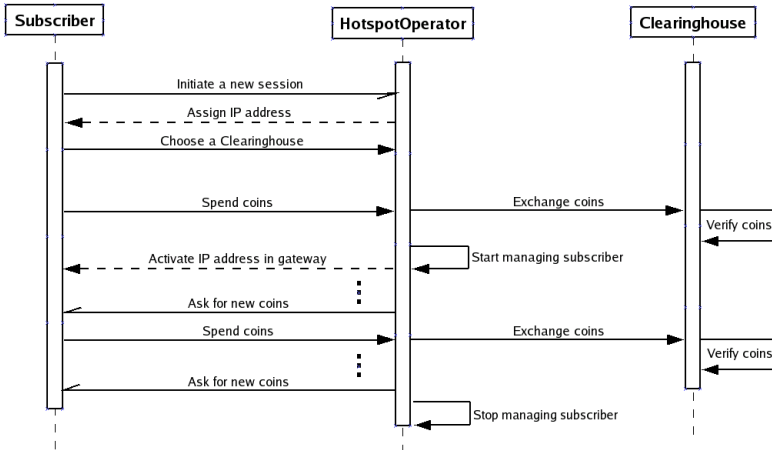 Subscriber
HotspotOperator
Clearinghouse
Initiate a new session
Assign IP address
Choose a Clearinghouse
Spend coins
Exchange coins
Verify coins
Activate IP address in gateway
Start managing subscriber
Ask for new coins
Spend coins
Exchange coins
Verify coins
Ask for new coins
Stop managing subscriber